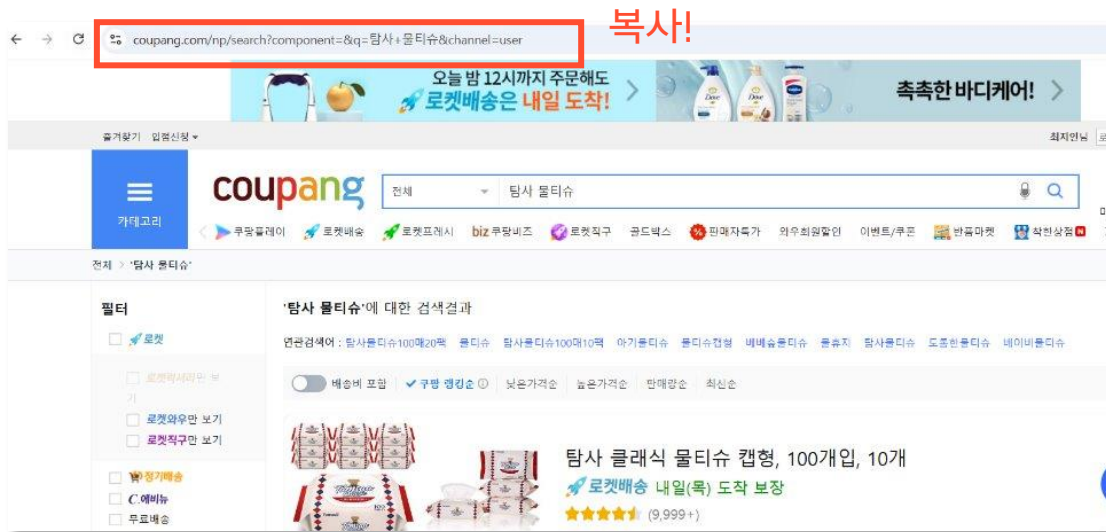 복사!
coupang.com/np/search?component=&q=탐사+물티슈&channel=user
오늘 밤 12시까지 주문해도
로켓배송은 내일 도착!
촉촉한 바디케어!
즐겨찾기 입점신청
최지인님
카테고리
coupang
전체
탐사 물티슈
쿠팡플레이 로켓배송 로켓프레시 biz 쿠팡비즈 로켓직구 골드박스 판매자특가 와우회원할인 이벤트/쿠폰 반품마켓 착한상점
전체 > '탐사 물티슈'
필터
로켓
로켓럭셔리만 보
기
로켓와우만 보기
로켓직구만 보기
정기배송
C.에비뉴
무료배송
'탐사 물티슈'에 대한 검색결과
연관검색어 : 탐사물티슈100매20팩 물티슈 탐사물티슈100매10팩 아기물티슈 물티슈캡형 베베숲물티슈 물휴지 탐사물티슈 도톰한물티슈 베이비물티슈
배송비 포함 쿠팡 랭킹순 낮은가격순 높은가격순 판매량순 최신순
탐사 클래식 물티슈 캡형, 100개입, 10개
로켓배송 내일(목) 도착 보장
(9,999+)